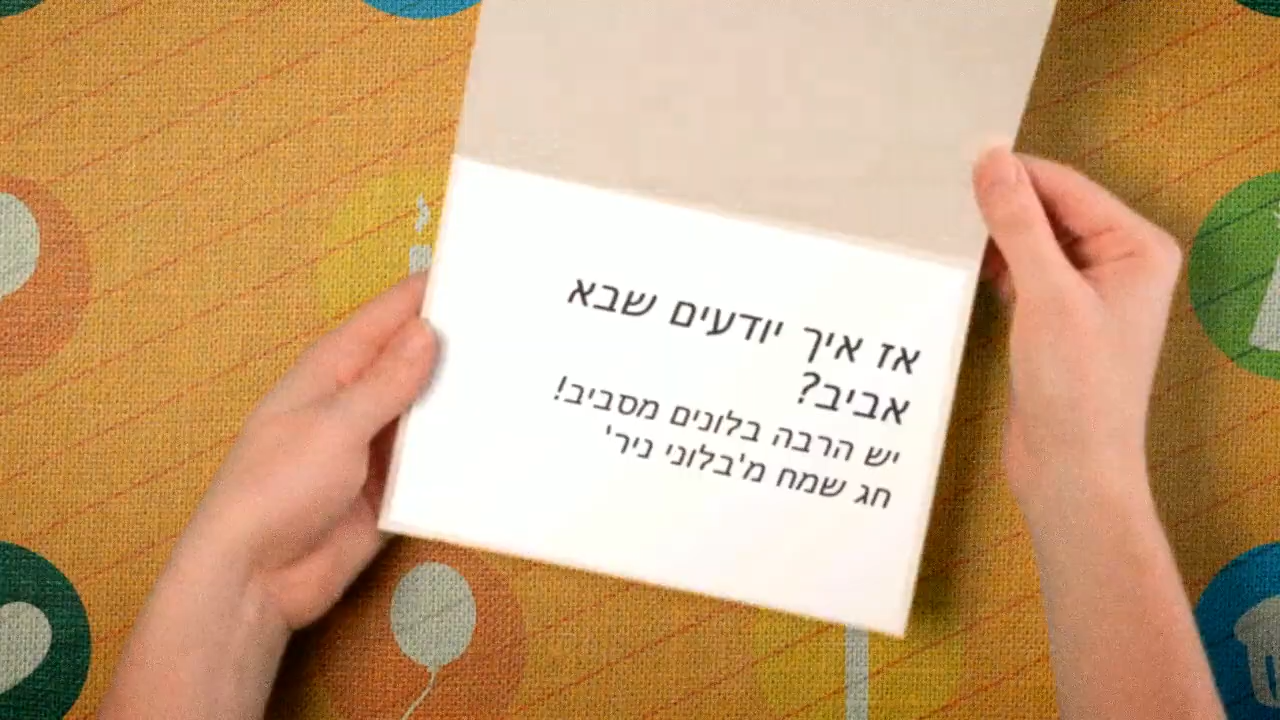 אז איך יודעים שבא
אביב?
יש הרבה בלונים מסביב!
חג שמח מ'בלוני ניר'